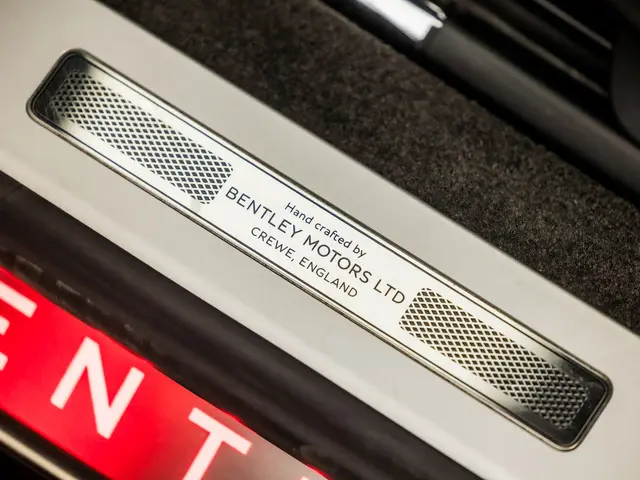 Hand crafted by
BENTLEY MOTORS LTD
CREWE, ENGLAND
ENT